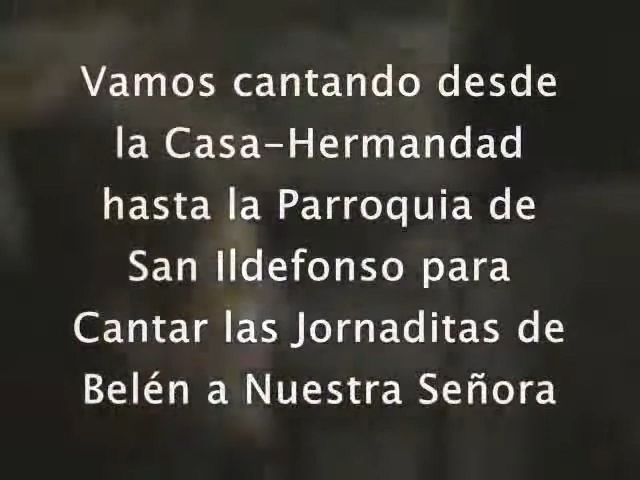 Vamos cantando desde
la Casa-Hermandad
hasta la Parroquia de
San Ildefonso para
Cantar las Jornaditas de
Belén a Nuestra Señora